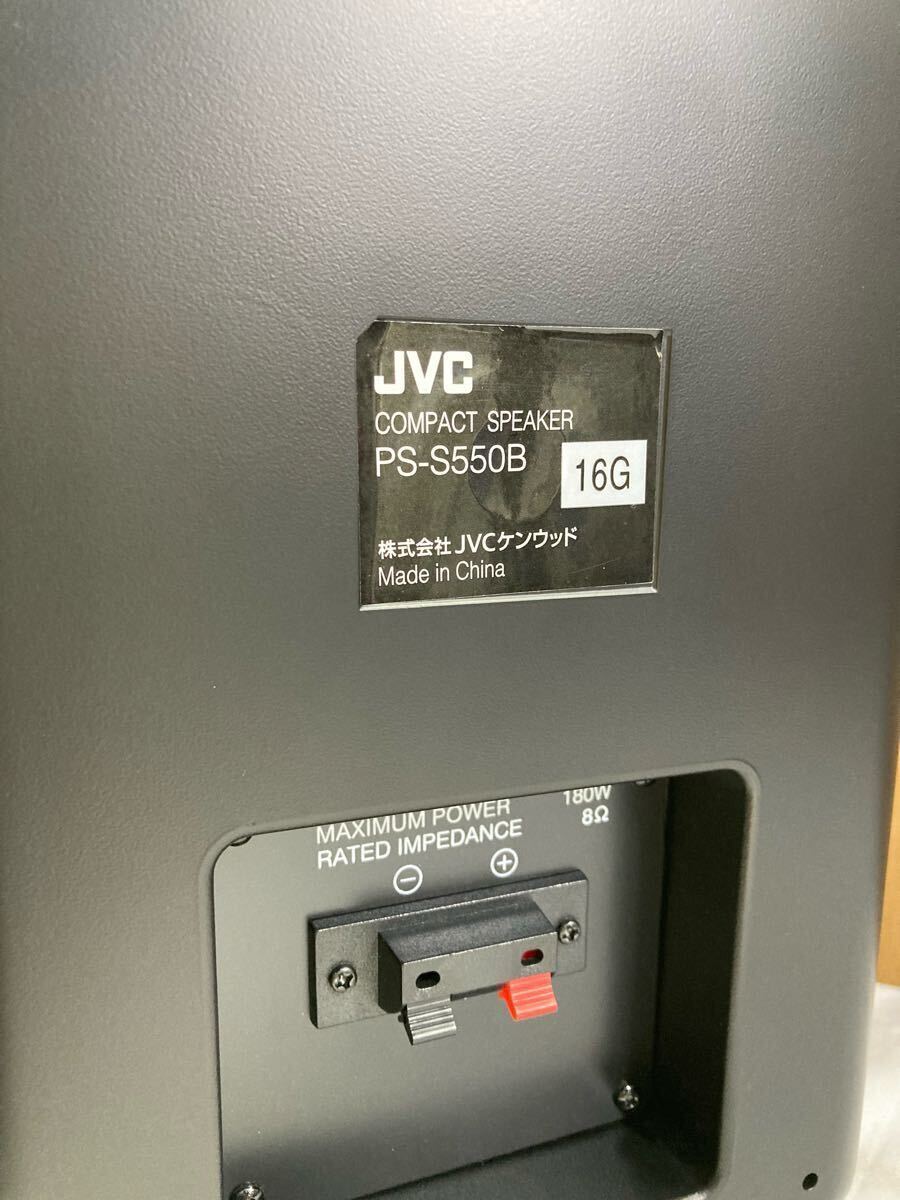 JVC
COMPACT SPEAKER
PS-S550B
16G
株式会社JVCケンウッド
Made in China
MAXIMUM POWER 180W
RATED IMPEDANCE 8Ω
⊖ ⊕